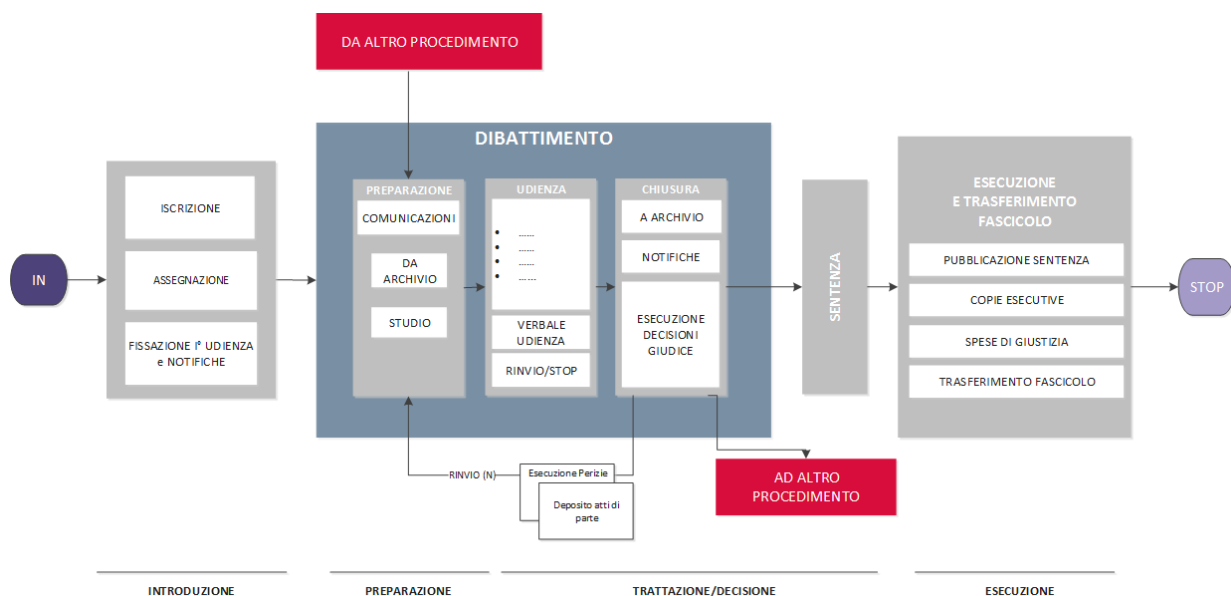 DA ALTRO PROCEDIMENTO
DIBATTIMENTO
IN
ISCRIZIONE
ASSEGNAZIONE
FISSAZIONE I° UDIENZA
e NOTIFICHE
PREPARAZIONE
COMUNICAZIONI
DA
ARCHIVIO
STUDIO
UDIENZA
• ......
• ......
• ......
• ... ...
VERBALE
UDIENZA
RINVIO/STOP
CHIUSURA
A ARCHIVIO
NOTIFICHE
ESECUZIONE
DECISIONI
GIUDICE
SENTENZA
ESECUZIONE
E TRASFERIMENTO
FASCICOLO
PUBBLICAZIONE SENTENZA
COPIE ESECUTIVE
SPESE DI GIUSTIZIA
TRASFERIMENTO FASCICOLO
STOP
RINVIO (N)
Esecuzione Perizie
Deposito atti di
parte
AD ALTRO
PROCEDIMENTO
INTRODUZIONE
PREPARAZIONE
TRATTAZIONE/DECISIONE
ESECUZIONE